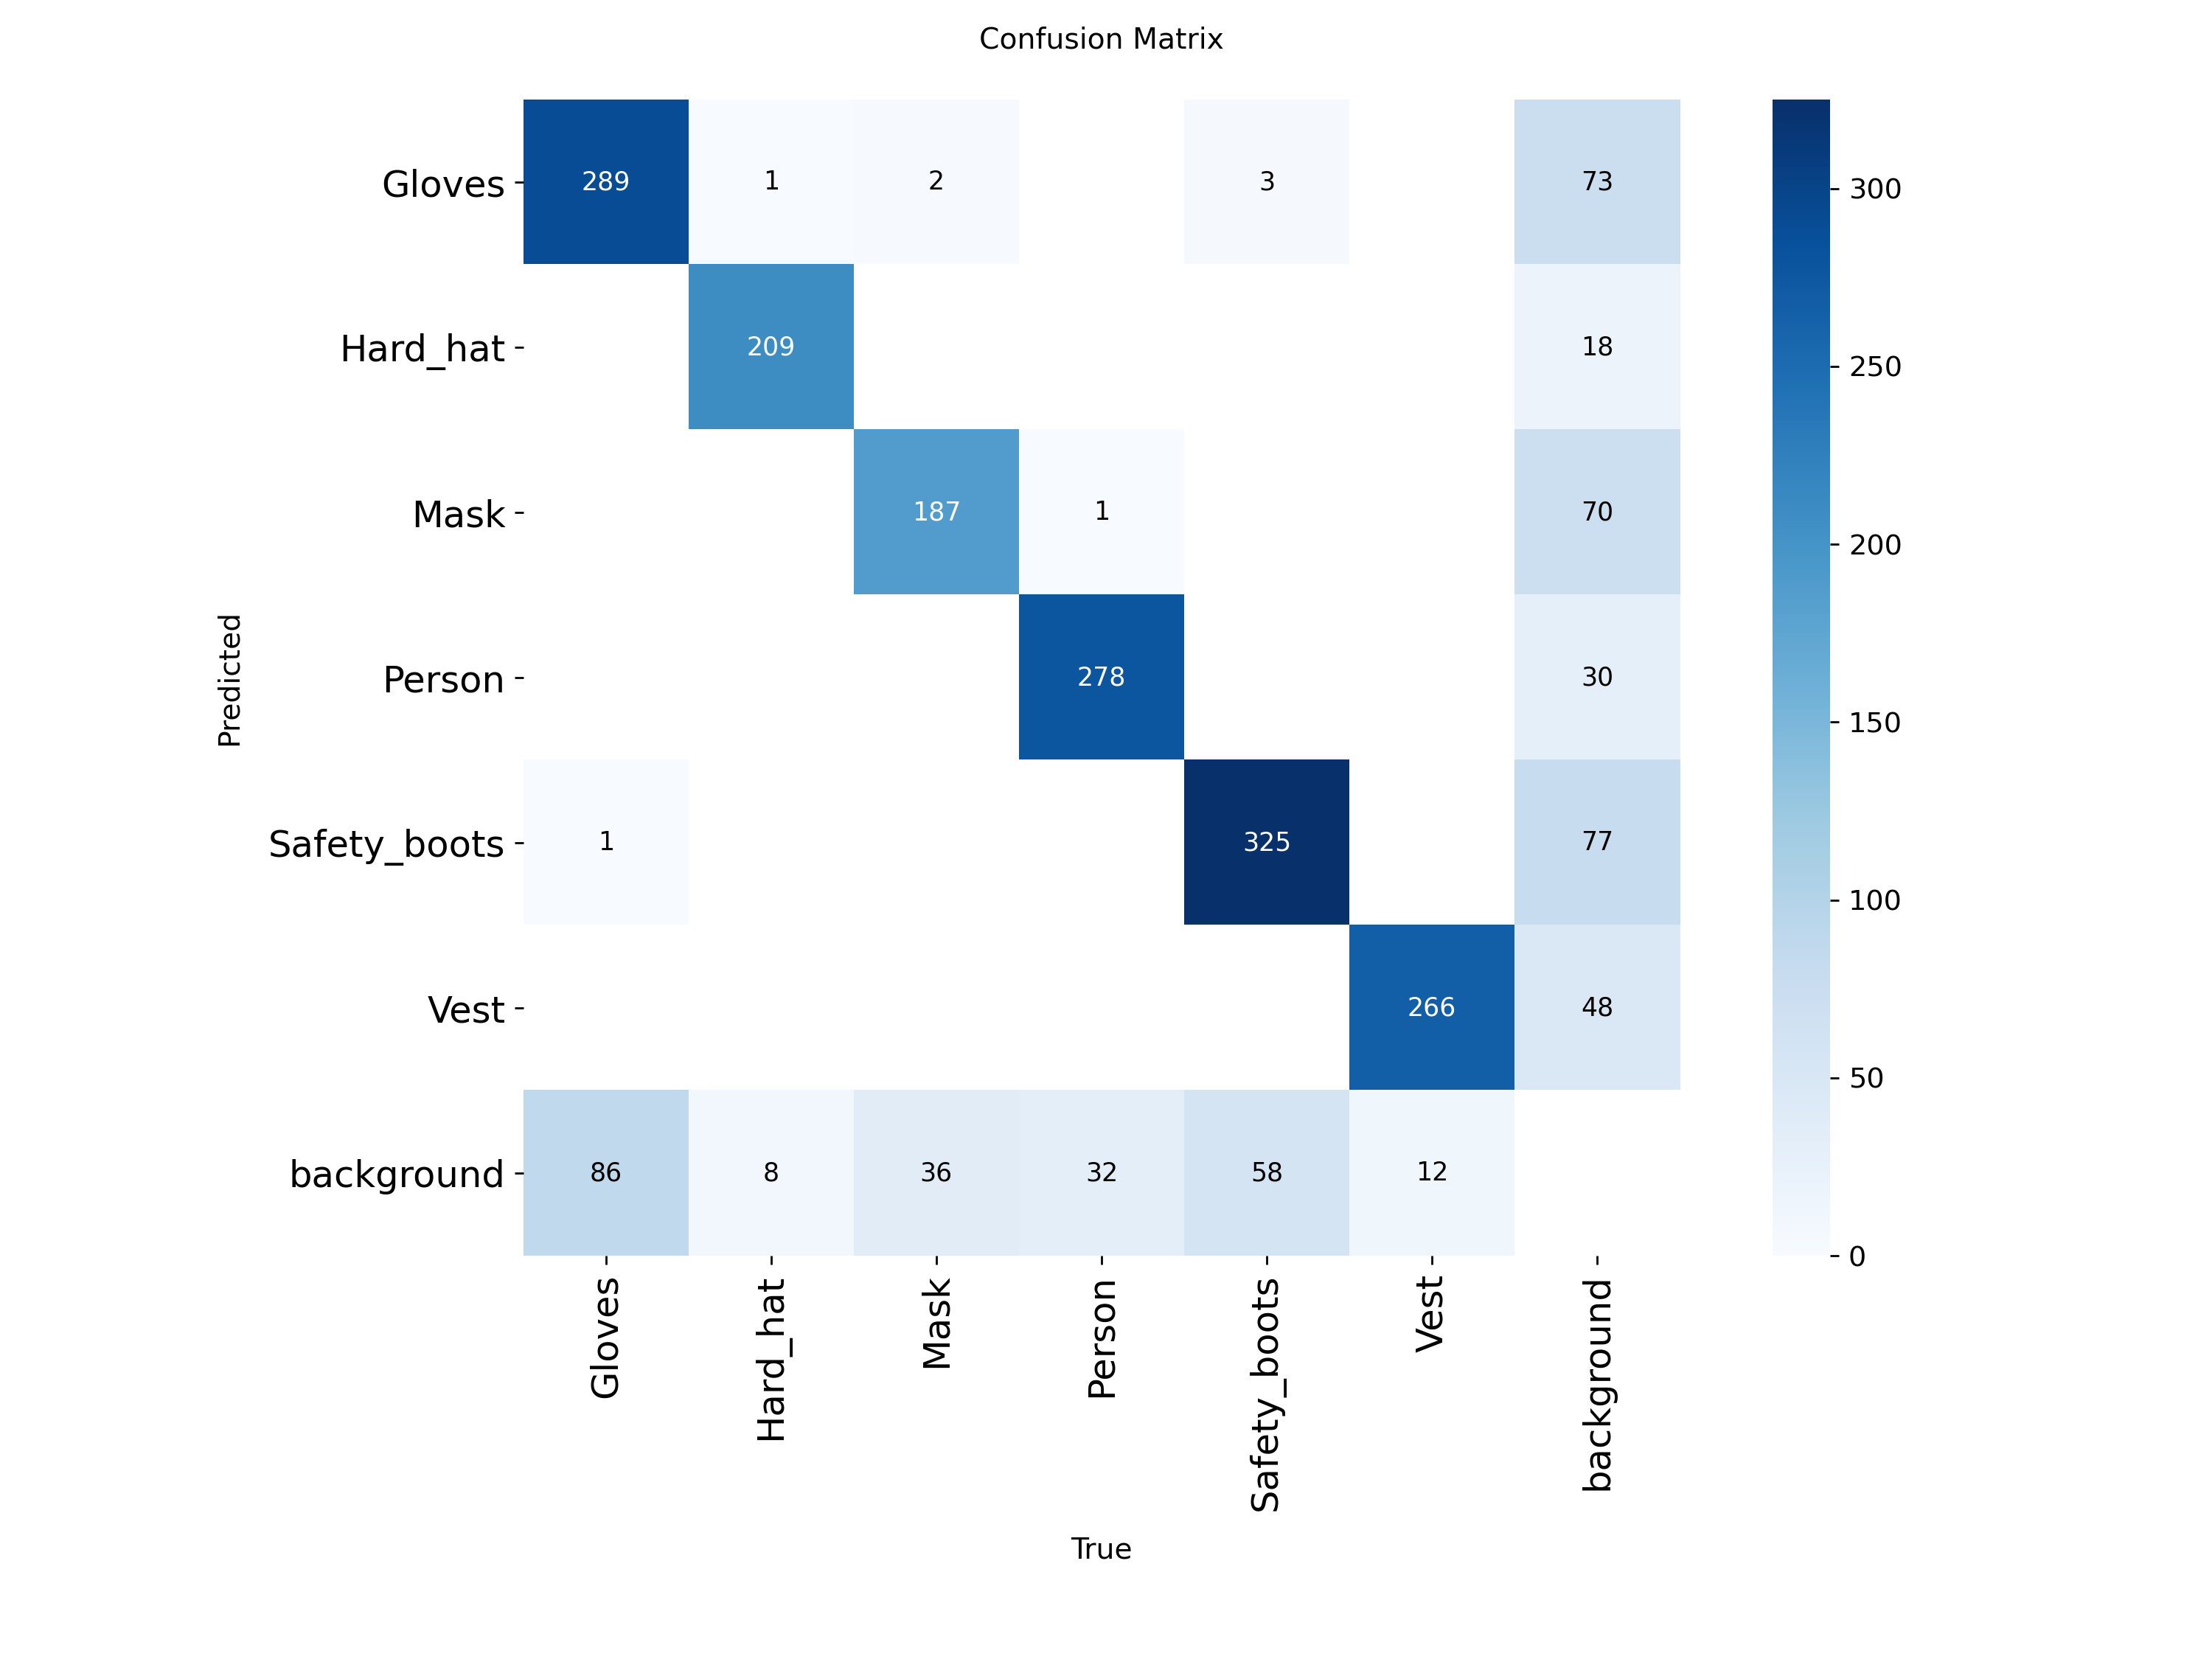 Confusion Matrix
Gloves 289 1 2 3 73
Hard_hat 209 18
Mask 187 1 70
Person 278 30
Safety_boots 1 325 77
Vest 266 48
background 86 8 36 32 58 12
Predicted
Gloves Hard_hat Mask Person Safety_boots Vest background
True
300
250
200
150
100
50
0